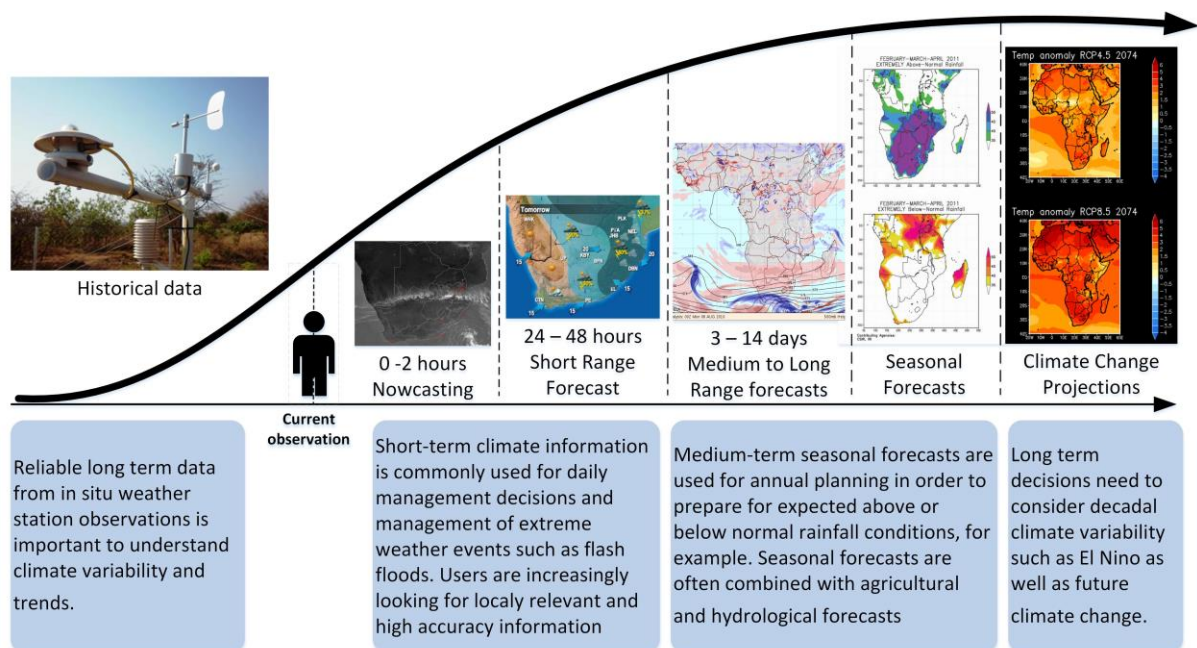 FEBRUARY-MARCH-APRIL 2011
EXTREMELY Above-Normal Rainfall
Temp anomaly RCP4.5 2074
FEBRUARY-MARCH-APRIL 2011
EXTREMELY Below-Normal Rainfall
Temp anomaly RCP8.5 2074
Tomorrow
Historical data
0 -2 hours
Nowcasting
24 – 48 hours
Short Range
Forecast
3 – 14 days
Medium to Long
Range forecasts
Seasonal
Forecasts
Climate Change
Projections
Current
observation
Reliable long term data
from in situ weather
station observations is
important to understand
climate variability and
trends.
Short-term climate information
is commonly used for daily
management decisions and
management of extreme
weather events such as flash
floods. Users are increasingly
looking for localy relevant and
high accuracy information
Medium-term seasonal forecasts are
used for annual planning in order to
prepare for expected above or
below normal rainfall conditions, for
example. Seasonal forecasts are
often combined with agricultural
and hydrological forecasts
Long term
decisions need to
consider decadal
climate variability
such as El Nino as
well as future
climate change.